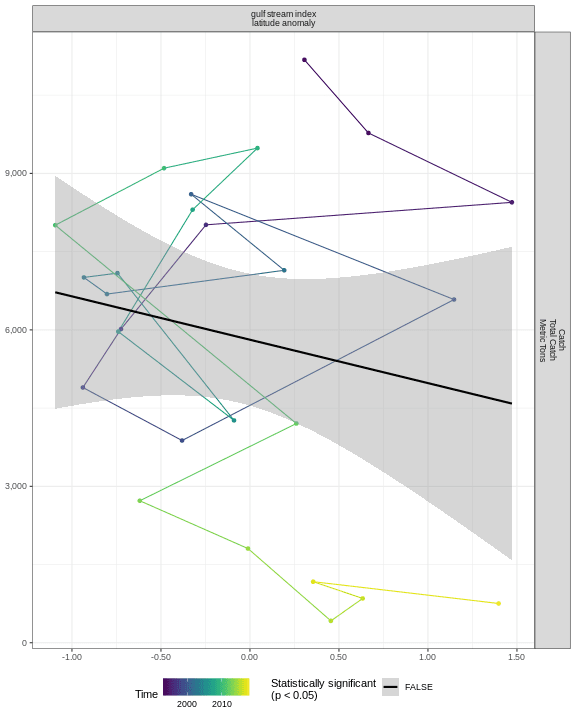 gulf stream index
latitude anomaly
9,000
6,000
3,000
0
Catch
Total Catch
Metric Tons
-1.00
-0.50
0.00
0.50
1.00
1.50
Time
2000
2010
Statistically significant
(p < 0.05)
FALSE